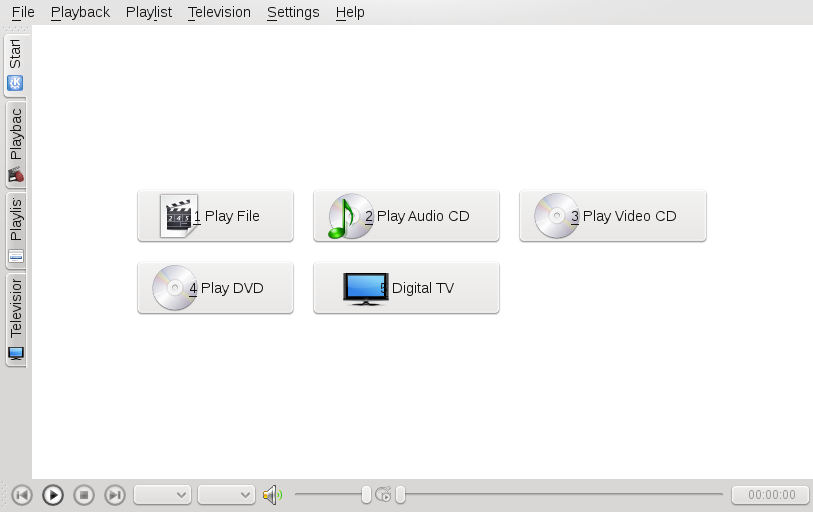 File Playback Playlist Television Settings Help
Start
Playbac
Playlis
Television
1 Play File
2 Play Audio CD
3 Play Video CD
4 Play DVD
5 Digital TV
00:00:00